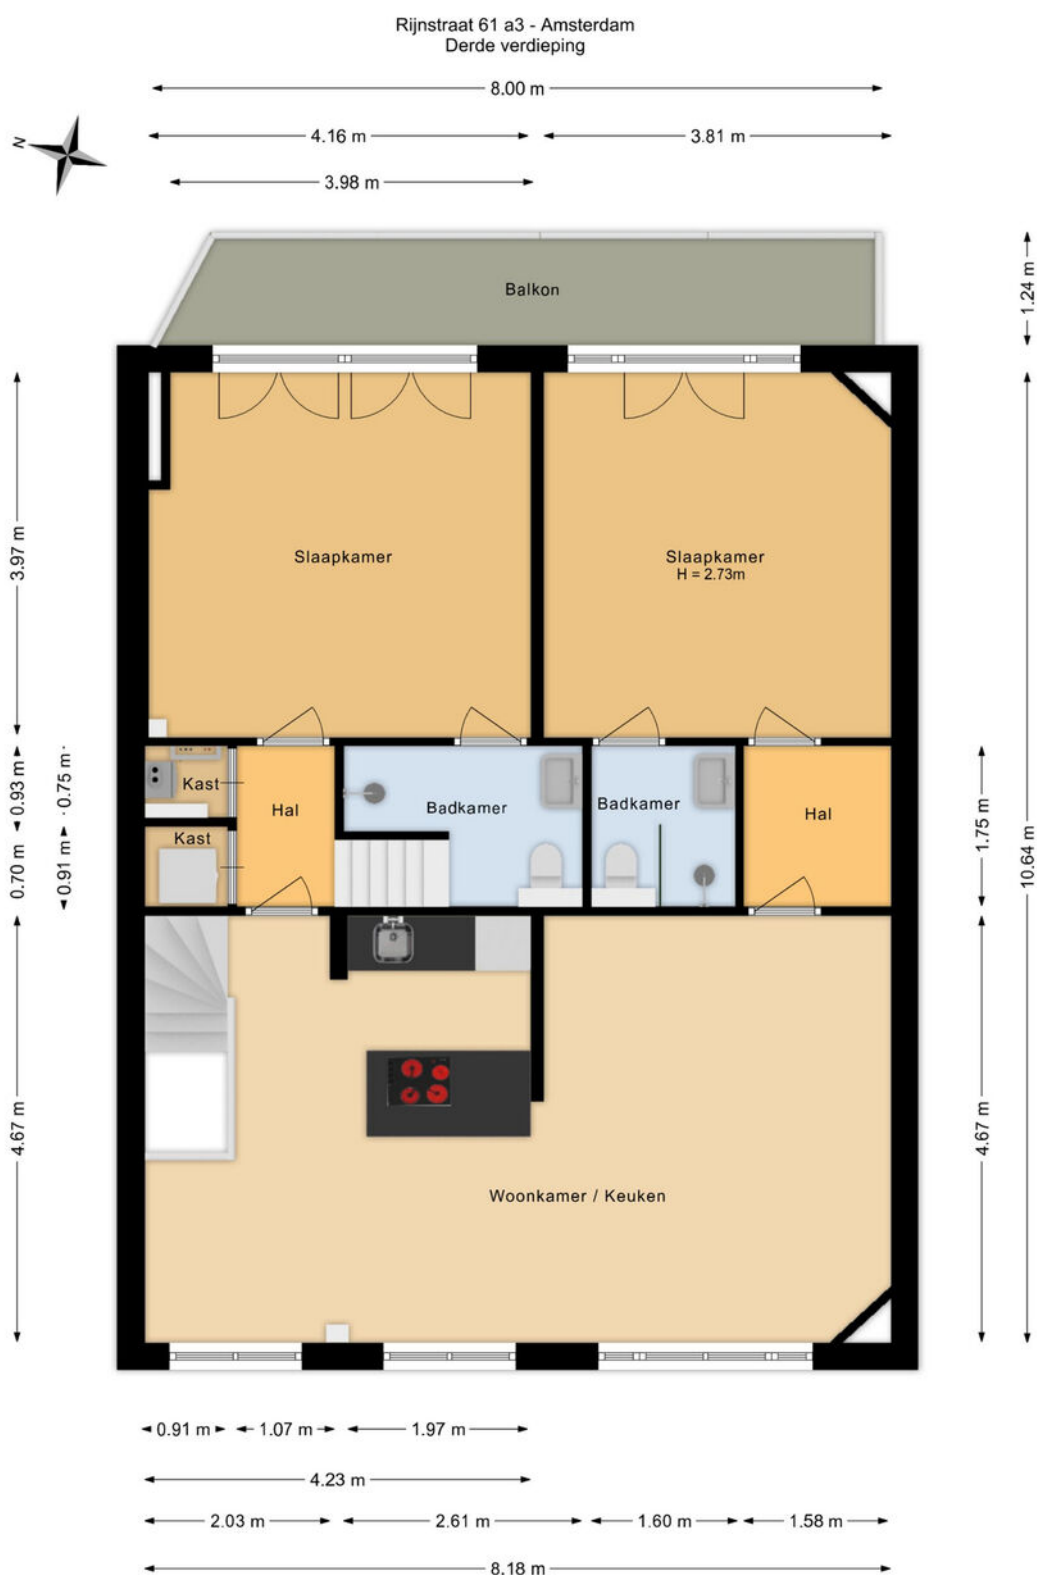 Rijnstraat 61 a3 - Amsterdam
Derde verdieping
8.00 m
N
4.16 m
3.81 m
3.98 m
1.24 m
Balkon
3.97 m
Slaapkamer
Slaapkamer
H = 2.73m
10.64 m
0.93 m
0.75 m
Kast
Hal
Badkamer
Badkamer
Hal
1.75 m
0.70 m
0.91 m
Kast
4.67 m
4.67 m
Woonkamer / Keuken
0.91 m
1.07 m
1.97 m
4.23 m
2.03 m
2.61 m
1.60 m
1.58 m
8.18 m